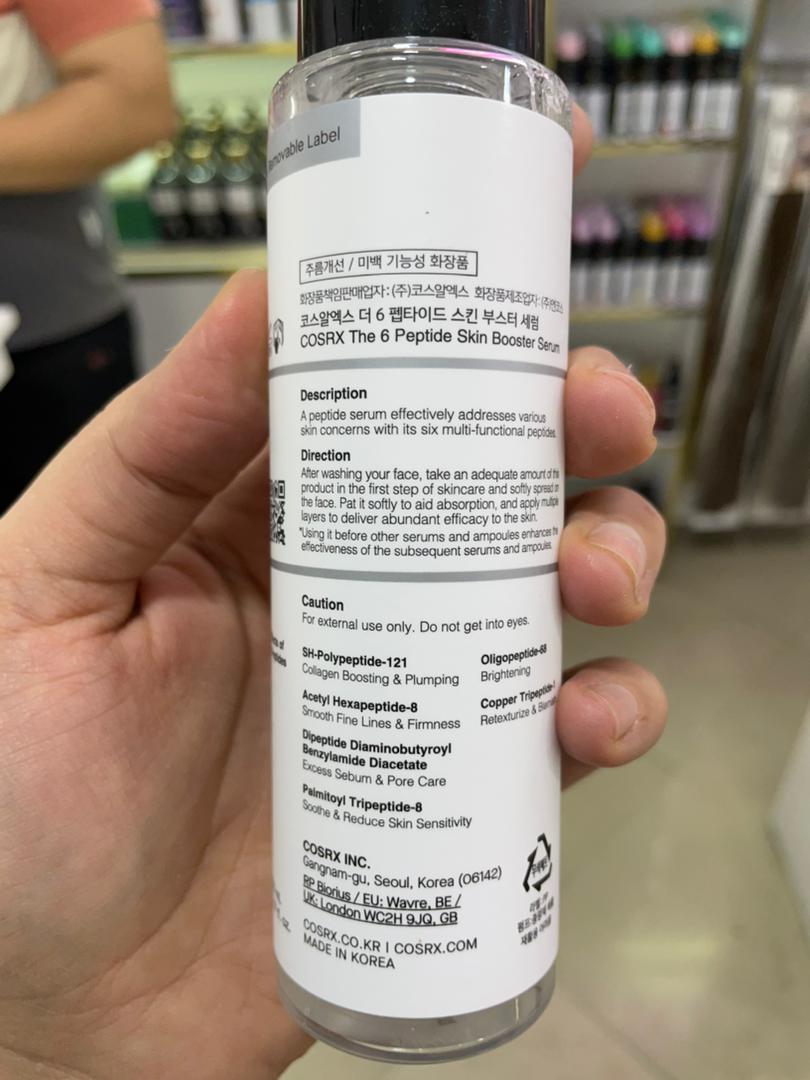 Removable Label
주름개선 / 미백 기능성 화장품
화장품책임판매업자 : (주)코스알엑스 화장품제조업자 : (주)엔코스
코스알엑스 더 6 펩타이드 스킨 부스터 세럼
COSRX The 6 Peptide Skin Booster Serum
Description
A peptide serum effectively addresses various
skin concerns with its six multi-functional peptides.
Direction
After washing your face, take an adequate amount of the
product in the first step of skincare and softly spread on
the face. Pat it softly to aid absorption, and apply multiple
layers to deliver abundant efficacy to the skin.
*Using it before other serums and ampoules enhances the
effectiveness of the subsequent serums and ampoules.
Caution
For external use only. Do not get into eyes.
SH-Polypeptide-121
Collagen Boosting & Plumping
Acetyl Hexapeptide-8
Smooth Fine Lines & Firmness
Dipeptide Diaminobutyroyl
Benzylamide Diacetate
Excess Sebum & Pore Care
Palmitoyl Tripeptide-8
Soothe & Reduce Skin Sensitivity
Oligopeptide-68
Brightening
Copper Tripeptide-1
Retexturize &
COSRX INC.
Gangnam-gu, Seoul, Korea (06142)
RP Biorius / EU: Wavre, BE /
UK: London WC2H 9JQ, GB
COSRX.CO.KR I COSRX.COM
MADE IN KOREA